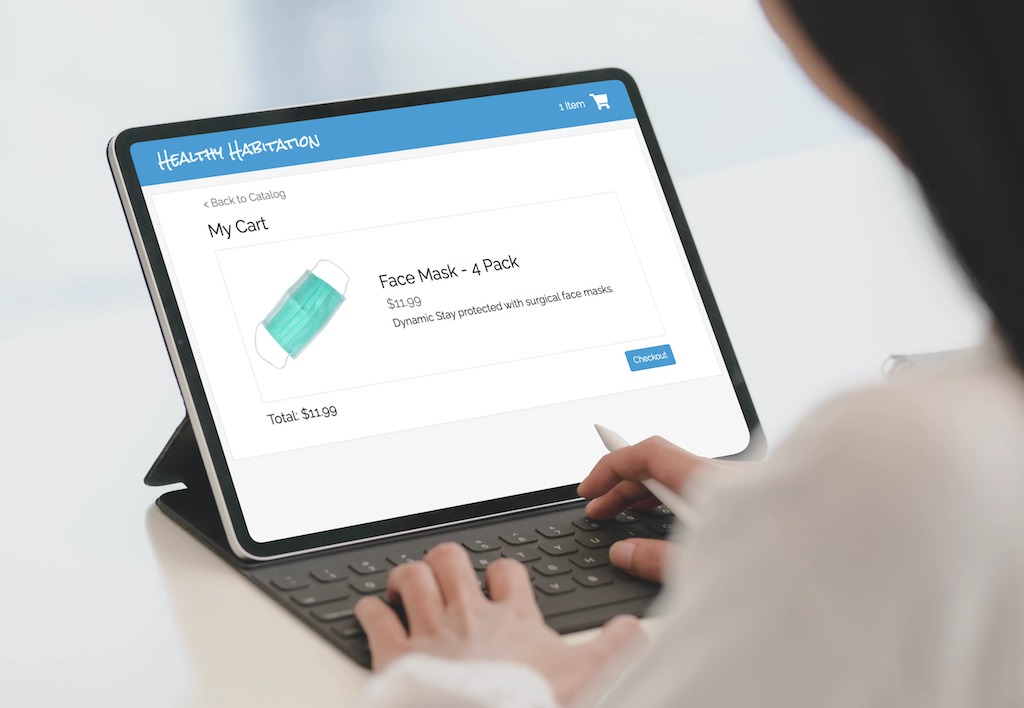 Healthy Habitation
1 Item
< Back to Catalog
My Cart
Face Mask - 4 Pack
$11.99
Dynamic Stay protected with surgical face masks.
Checkout
Total: $11.99